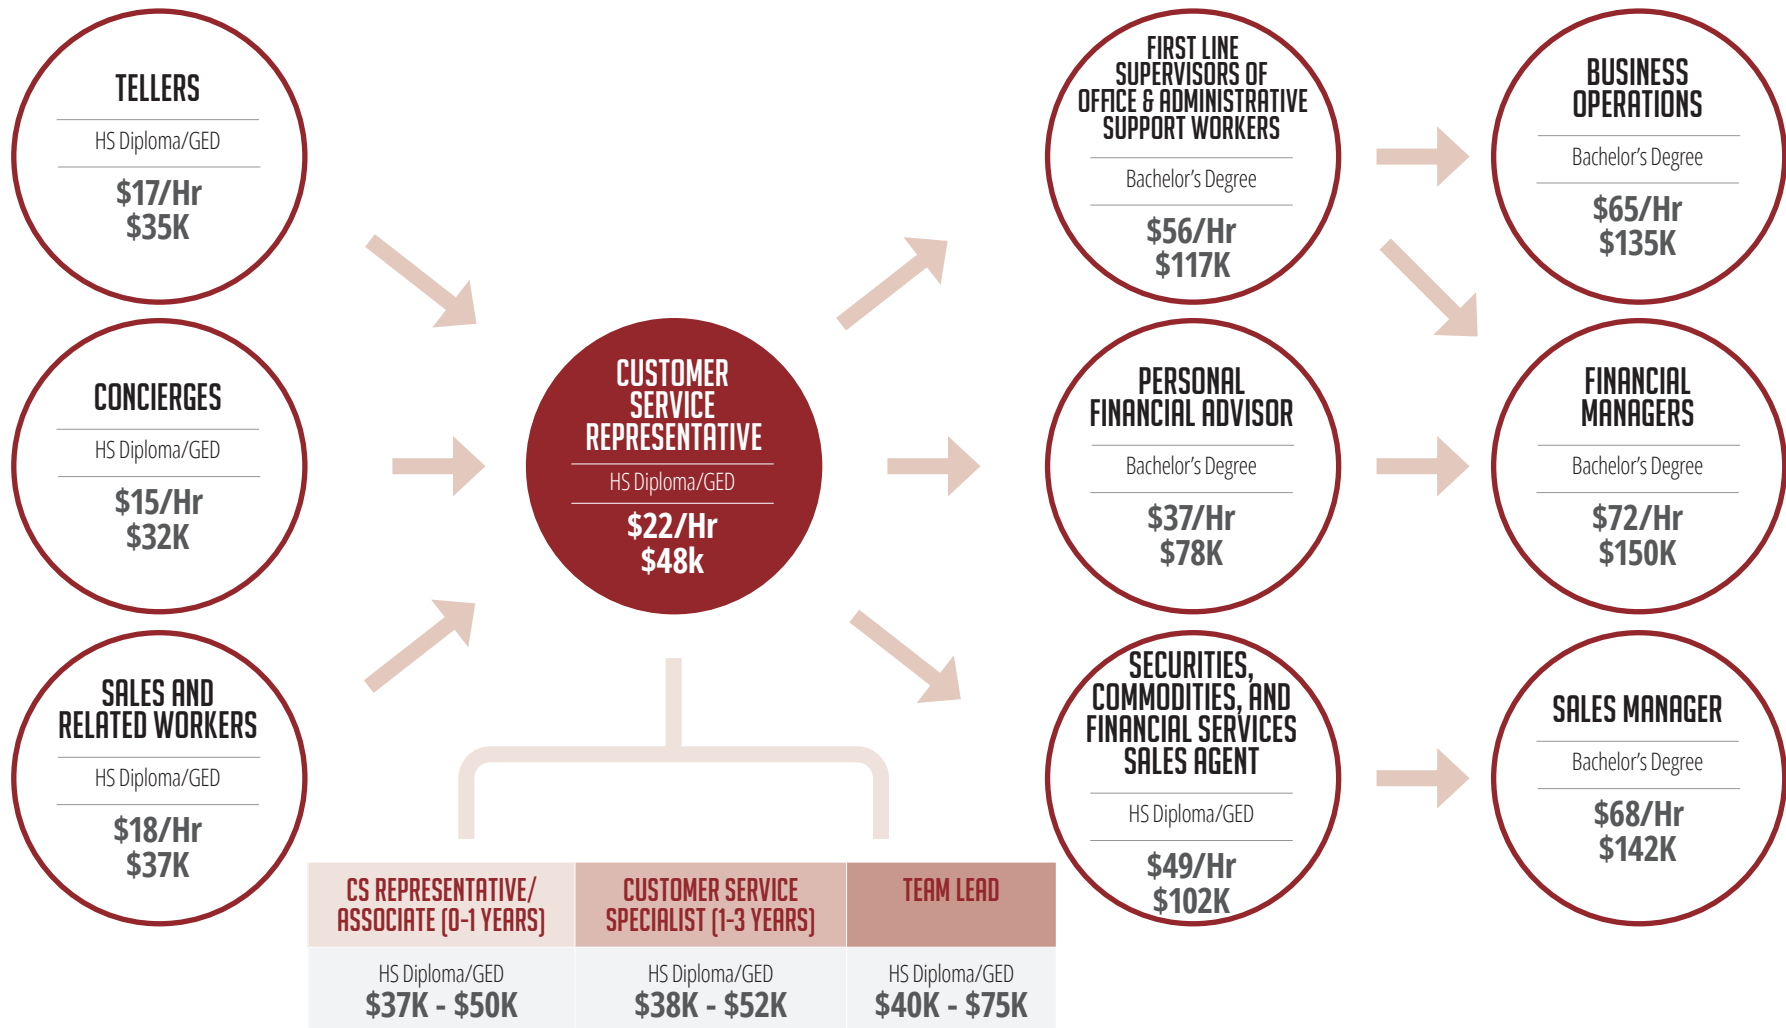 TELLERS
HS Diploma/GED
$17/Hr
$35K
CONCIERGES
HS Diploma/GED
$15/Hr
$32K
SALES AND
RELATED WORKERS
HS Diploma/GED
$18/Hr
$37K
CUSTOMER
SERVICE
REPRESENTATIVE
HS Diploma/GED
$22/Hr
$48k
CS REPRESENTATIVE/
ASSOCIATE (0-1 YEARS)
HS Diploma/GED
$37K - $50K
CUSTOMER SERVICE
SPECIALIST (1-3 YEARS)
HS Diploma/GED
$38K - $52K
TEAM LEAD
HS Diploma/GED
$40K - $75K
FIRST LINE
SUPERVISORS OF
OFFICE & ADMINISTRATIVE
SUPPORT WORKERS
Bachelor’s Degree
$56/Hr
$117K
PERSONAL
FINANCIAL ADVISOR
Bachelor’s Degree
$37/Hr
$78K
SECURITIES,
COMMODITIES, AND
FINANCIAL SERVICES
SALES AGENT
HS Diploma/GED
$49/Hr
$102K
BUSINESS
OPERATIONS
Bachelor’s Degree
$65/Hr
$135K
FINANCIAL
MANAGERS
Bachelor’s Degree
$72/Hr
$150K
SALES MANAGER
Bachelor’s Degree
$68/Hr
$142K